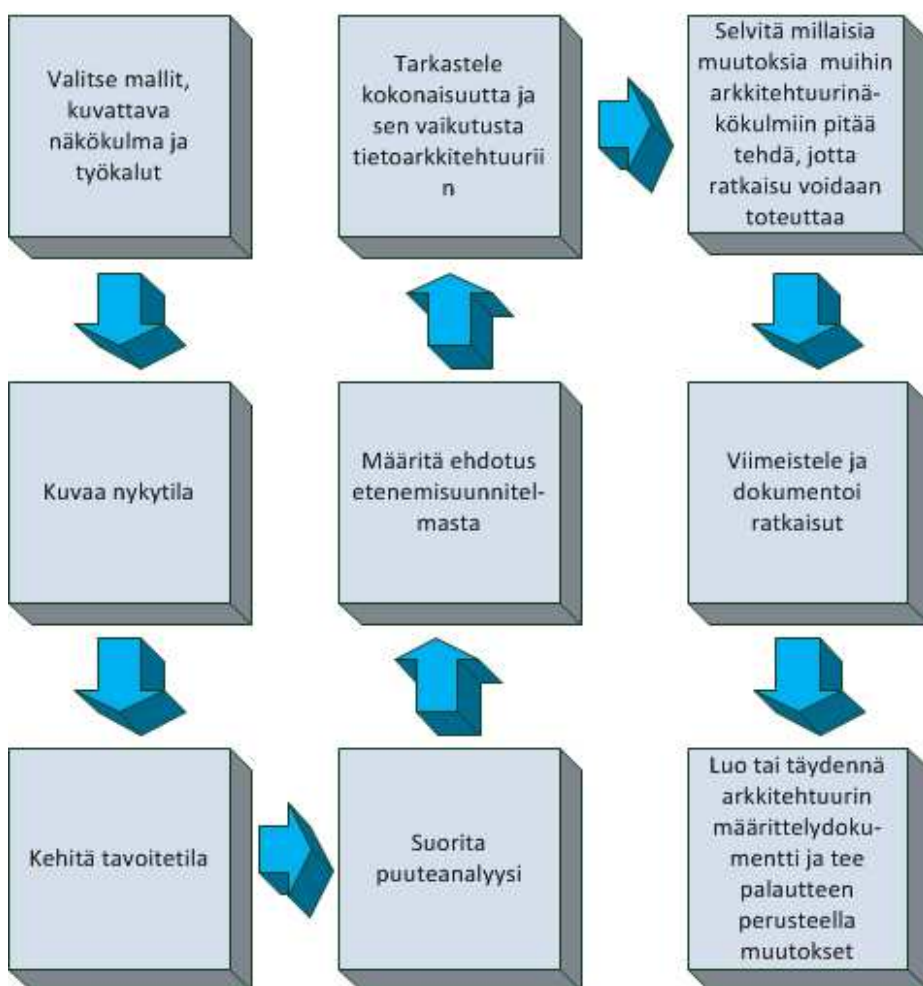 Valitse mallit,
kuvattava
näkökulma ja
työkalut
Kuvaa nykytila
Kehitä tavoitetila
Suorita
puuteanalyysi
Määritä ehdotus
etenemisuunnitel-
masta
Tarkastele
kokonaisuutta ja
sen vaikutusta
tietoarkkitehtuurii
n
Selvitä millaisia
muutoksia muihin
arkkitehtuurinä-
kökulmiin pitää
tehdä, jotta
ratkaisu voidaan
toteuttaa
Viimeistele ja
dokumentoi
ratkaisut
Luo tai täydennä
arkkitehtuurin
määrittelydoku-
mentti ja tee
palautteen
perusteella
muutokset